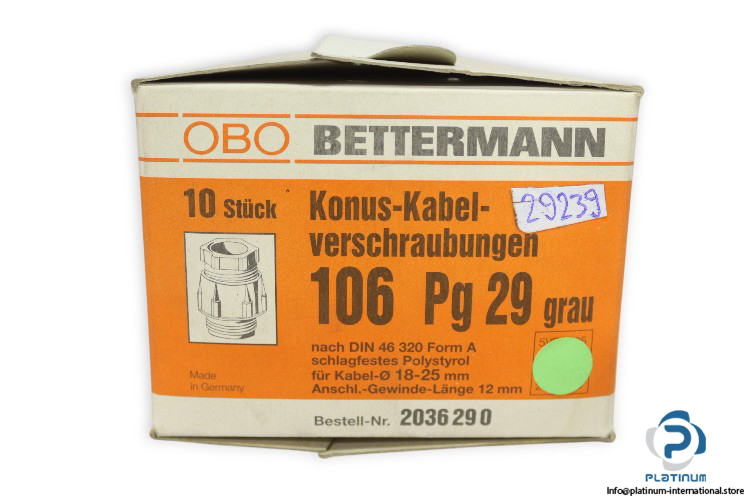 OBO BETTERMANN
10 Stück
Konus-Kabel-
verschraubungen
29239
106 Pg 29 grau
nach DIN 46 320 Form A
schlagfestes Polystyrol
für Kabel-Ø 18-25 mm
Anschl.-Gewinde-Länge 12 mm
Made
in Germany
Bestell-Nr. 2036 29 0
PLATINUM
Info@platinum-international.store